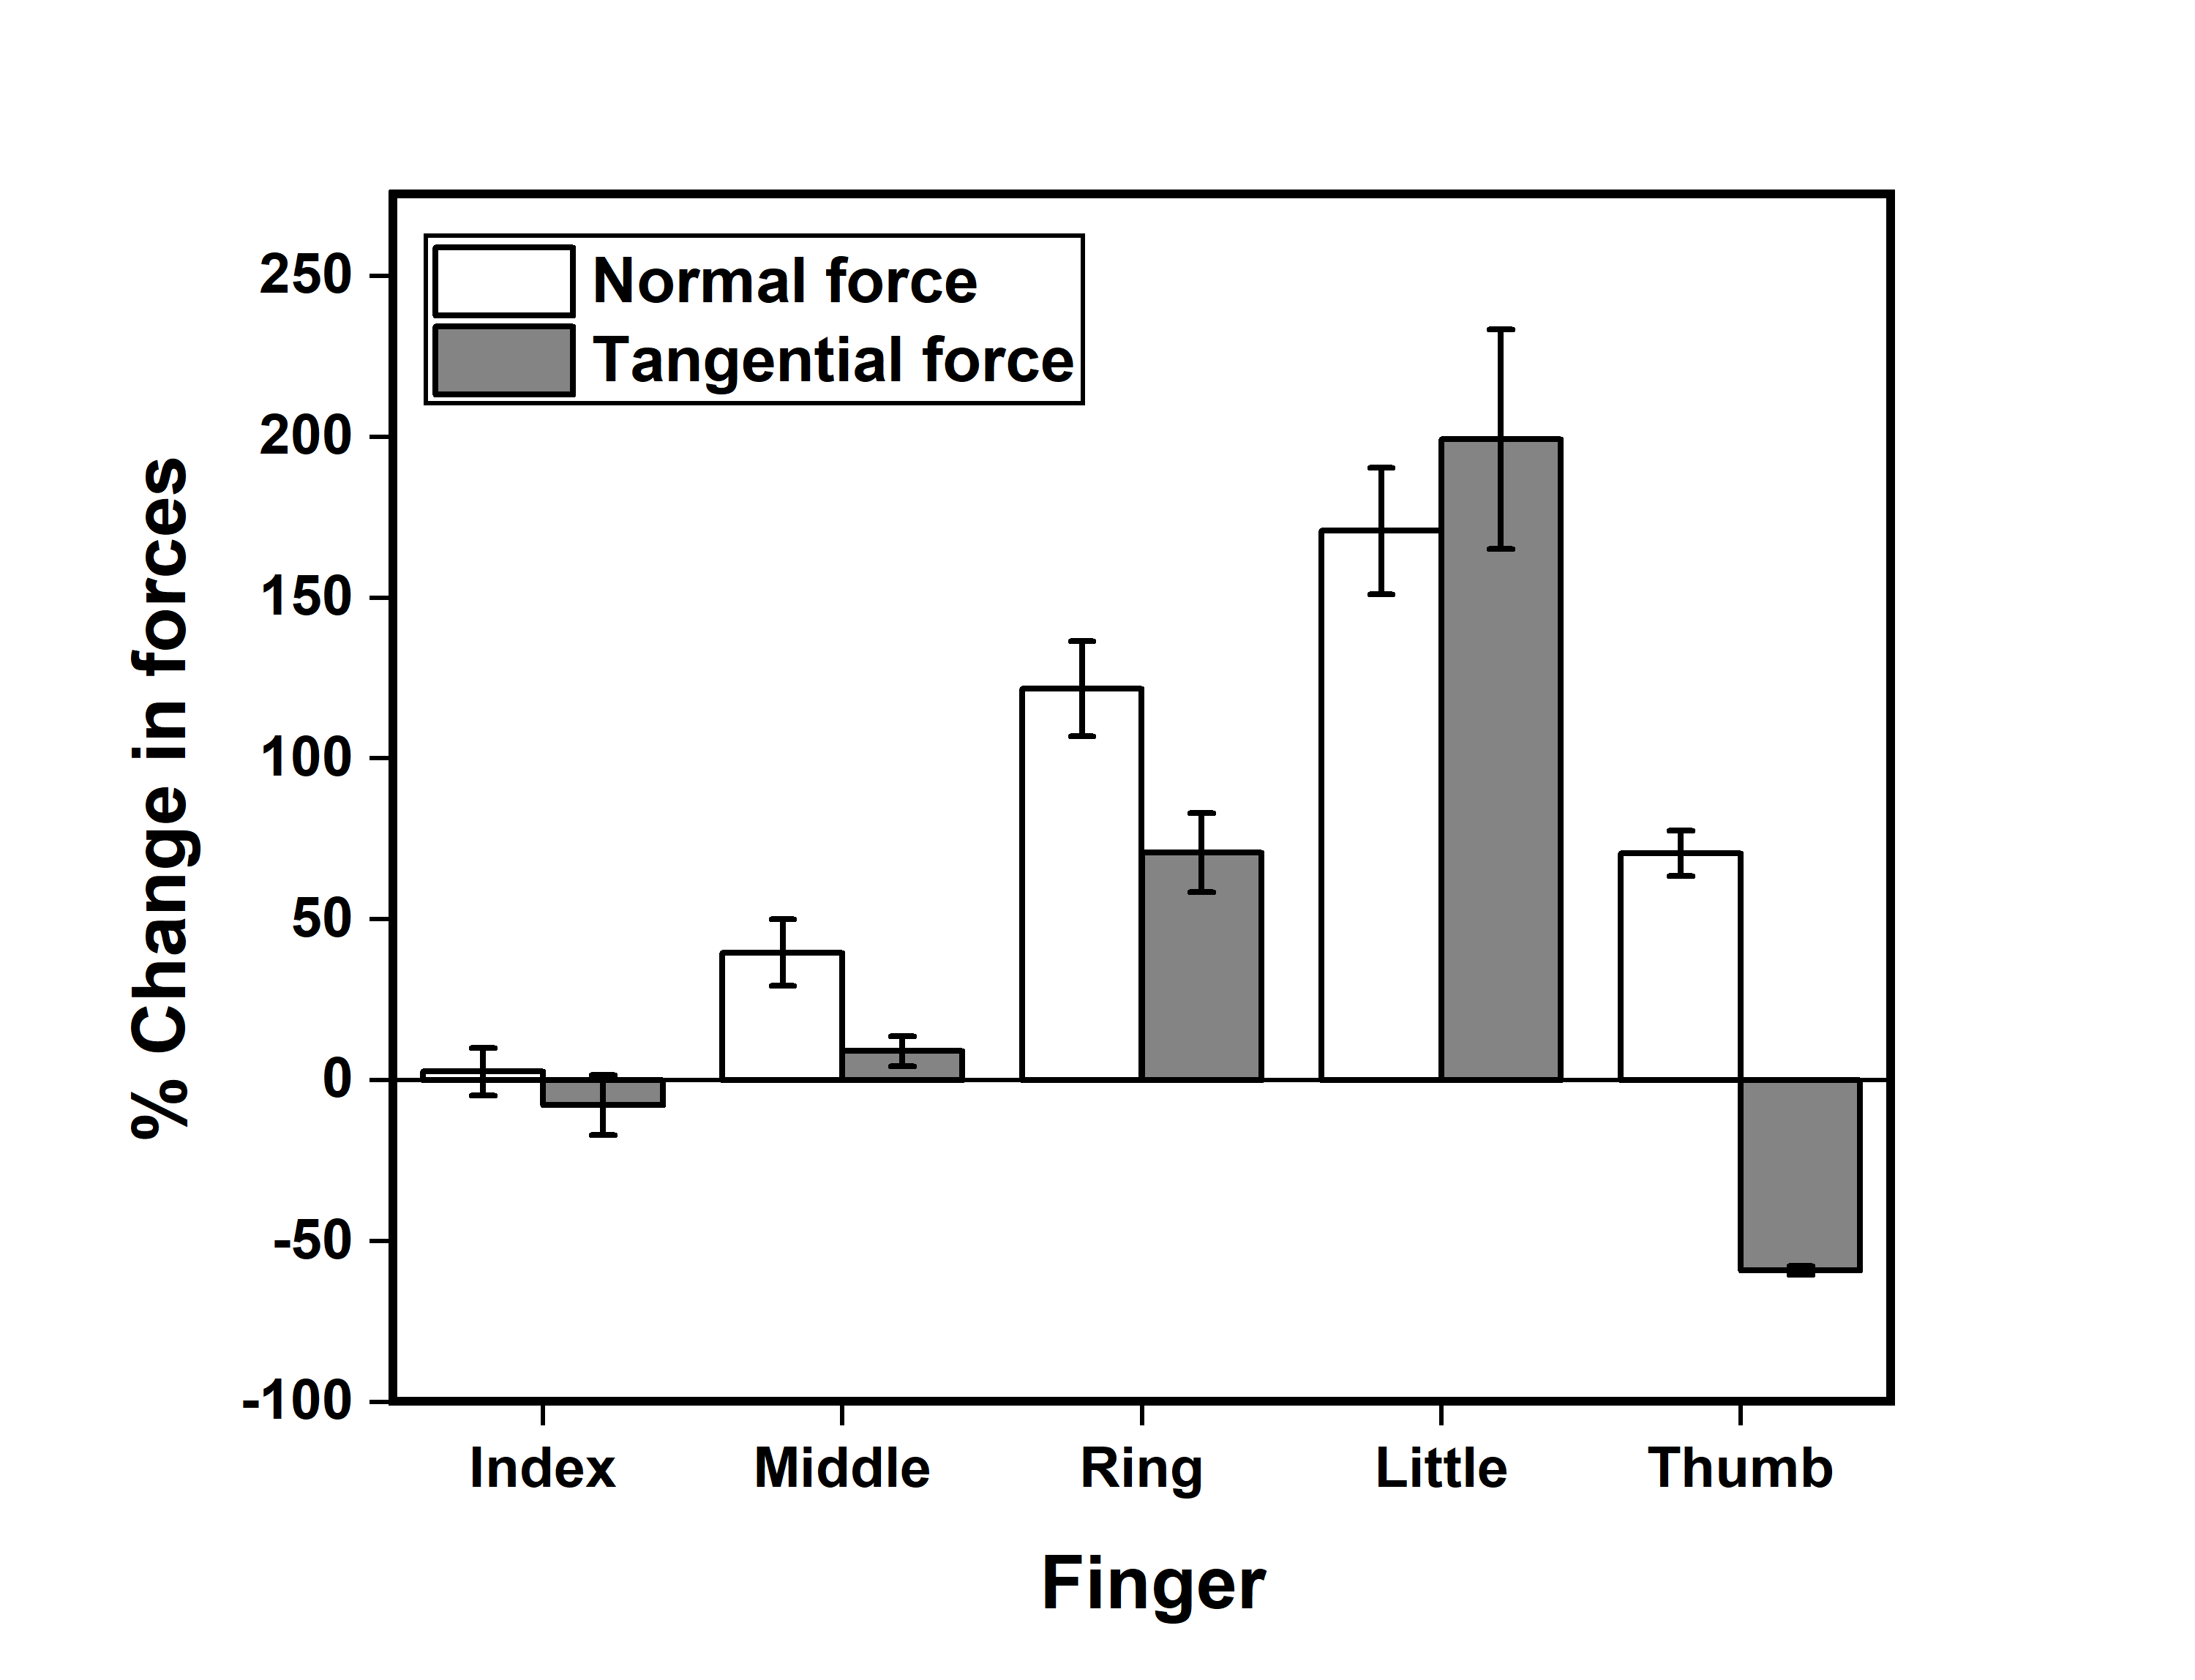 Normal force
Tangential force
% Change in forces
250
200
150
100
50
0
-50
-100
Index Middle Ring Little Thumb
Finger